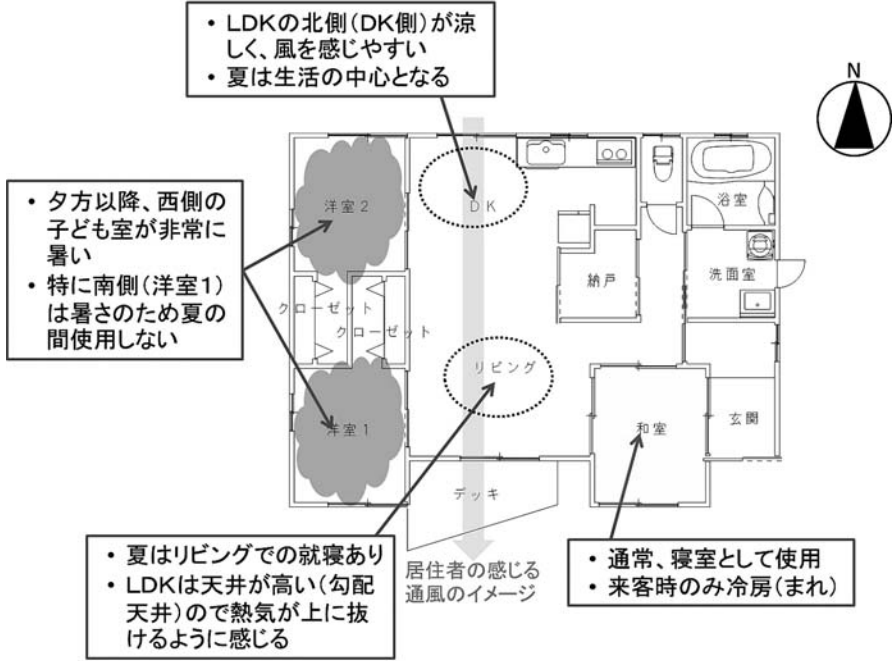 • LDKの北側(DK側)が涼
しく、風を感じやすい
• 夏は生活の中心となる
N
• 夕方以降、西側の
子ども室が非常に
暑い
• 特に南側(洋室1)
は暑さのため夏の
間使用しない
洋室2
DK
浴室
納戸
洗面室
クローゼット
クローゼット
リビング
洋室1
和室
玄関
デッキ
• 夏はリビングでの就寝あり
• LDKは天井が高い(勾配
天井)ので熱気が上に抜
けるように感じる
居住者の感じる
通風のイメージ
• 通常、寝室として使用
• 来客時のみ冷房(まれ)